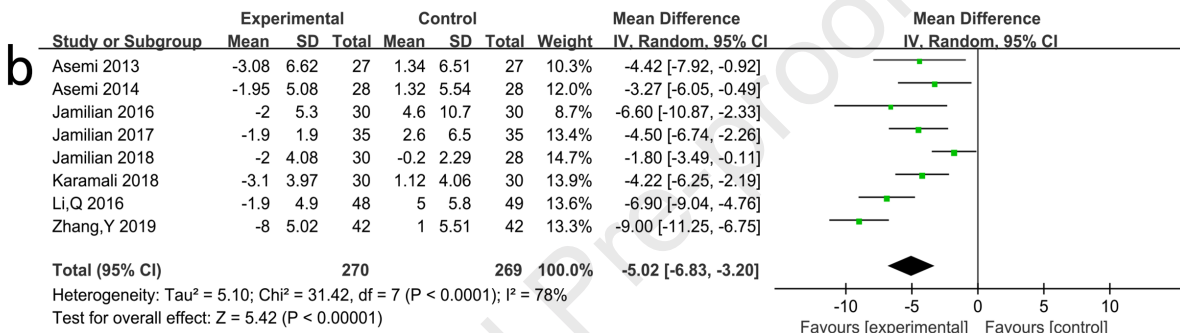 b
Experimental Control Mean Difference Mean Difference
Study or Subgroup Mean SD Total Mean SD Total Weight IV, Random, 95% CI IV, Random, 95% CI
Asemi 2013 -3.08 6.62 27 1.34 6.51 27 10.3% -4.42 [-7.92, -0.92]
Asemi 2014 -1.95 5.08 28 1.32 5.54 28 12.0% -3.27 [-6.05, -0.49]
Jamilian 2016 -2 5.3 30 4.6 10.7 30 8.7% -6.60 [-10.87, -2.33]
Jamilian 2017 -1.9 1.9 35 2.6 6.5 35 13.4% -4.50 [-6.74, -2.26]
Jamilian 2018 -2 4.08 30 -0.2 2.29 28 14.7% -1.80 [-3.49, -0.11]
Karamali 2018 -3.1 3.97 30 1.12 4.06 30 13.9% -4.22 [-6.25, -2.19]
Li,Q 2016 -1.9 4.9 48 5 5.8 49 13.6% -6.90 [-9.04, -4.76]
Zhang,Y 2019 -8 5.02 42 1 5.51 42 13.3% -9.00 [-11.25, -6.75]
Total (95% CI) 270 269 100.0% -5.02 [-6.83, -3.20]
Heterogeneity: Tau² = 5.10; Chi² = 31.42, df = 7 (P < 0.0001); I² = 78%
Test for overall effect: Z = 5.42 (P < 0.00001)
-10 -5 0 5 10
Favours [experimental] Favours [control]
Pre-proo